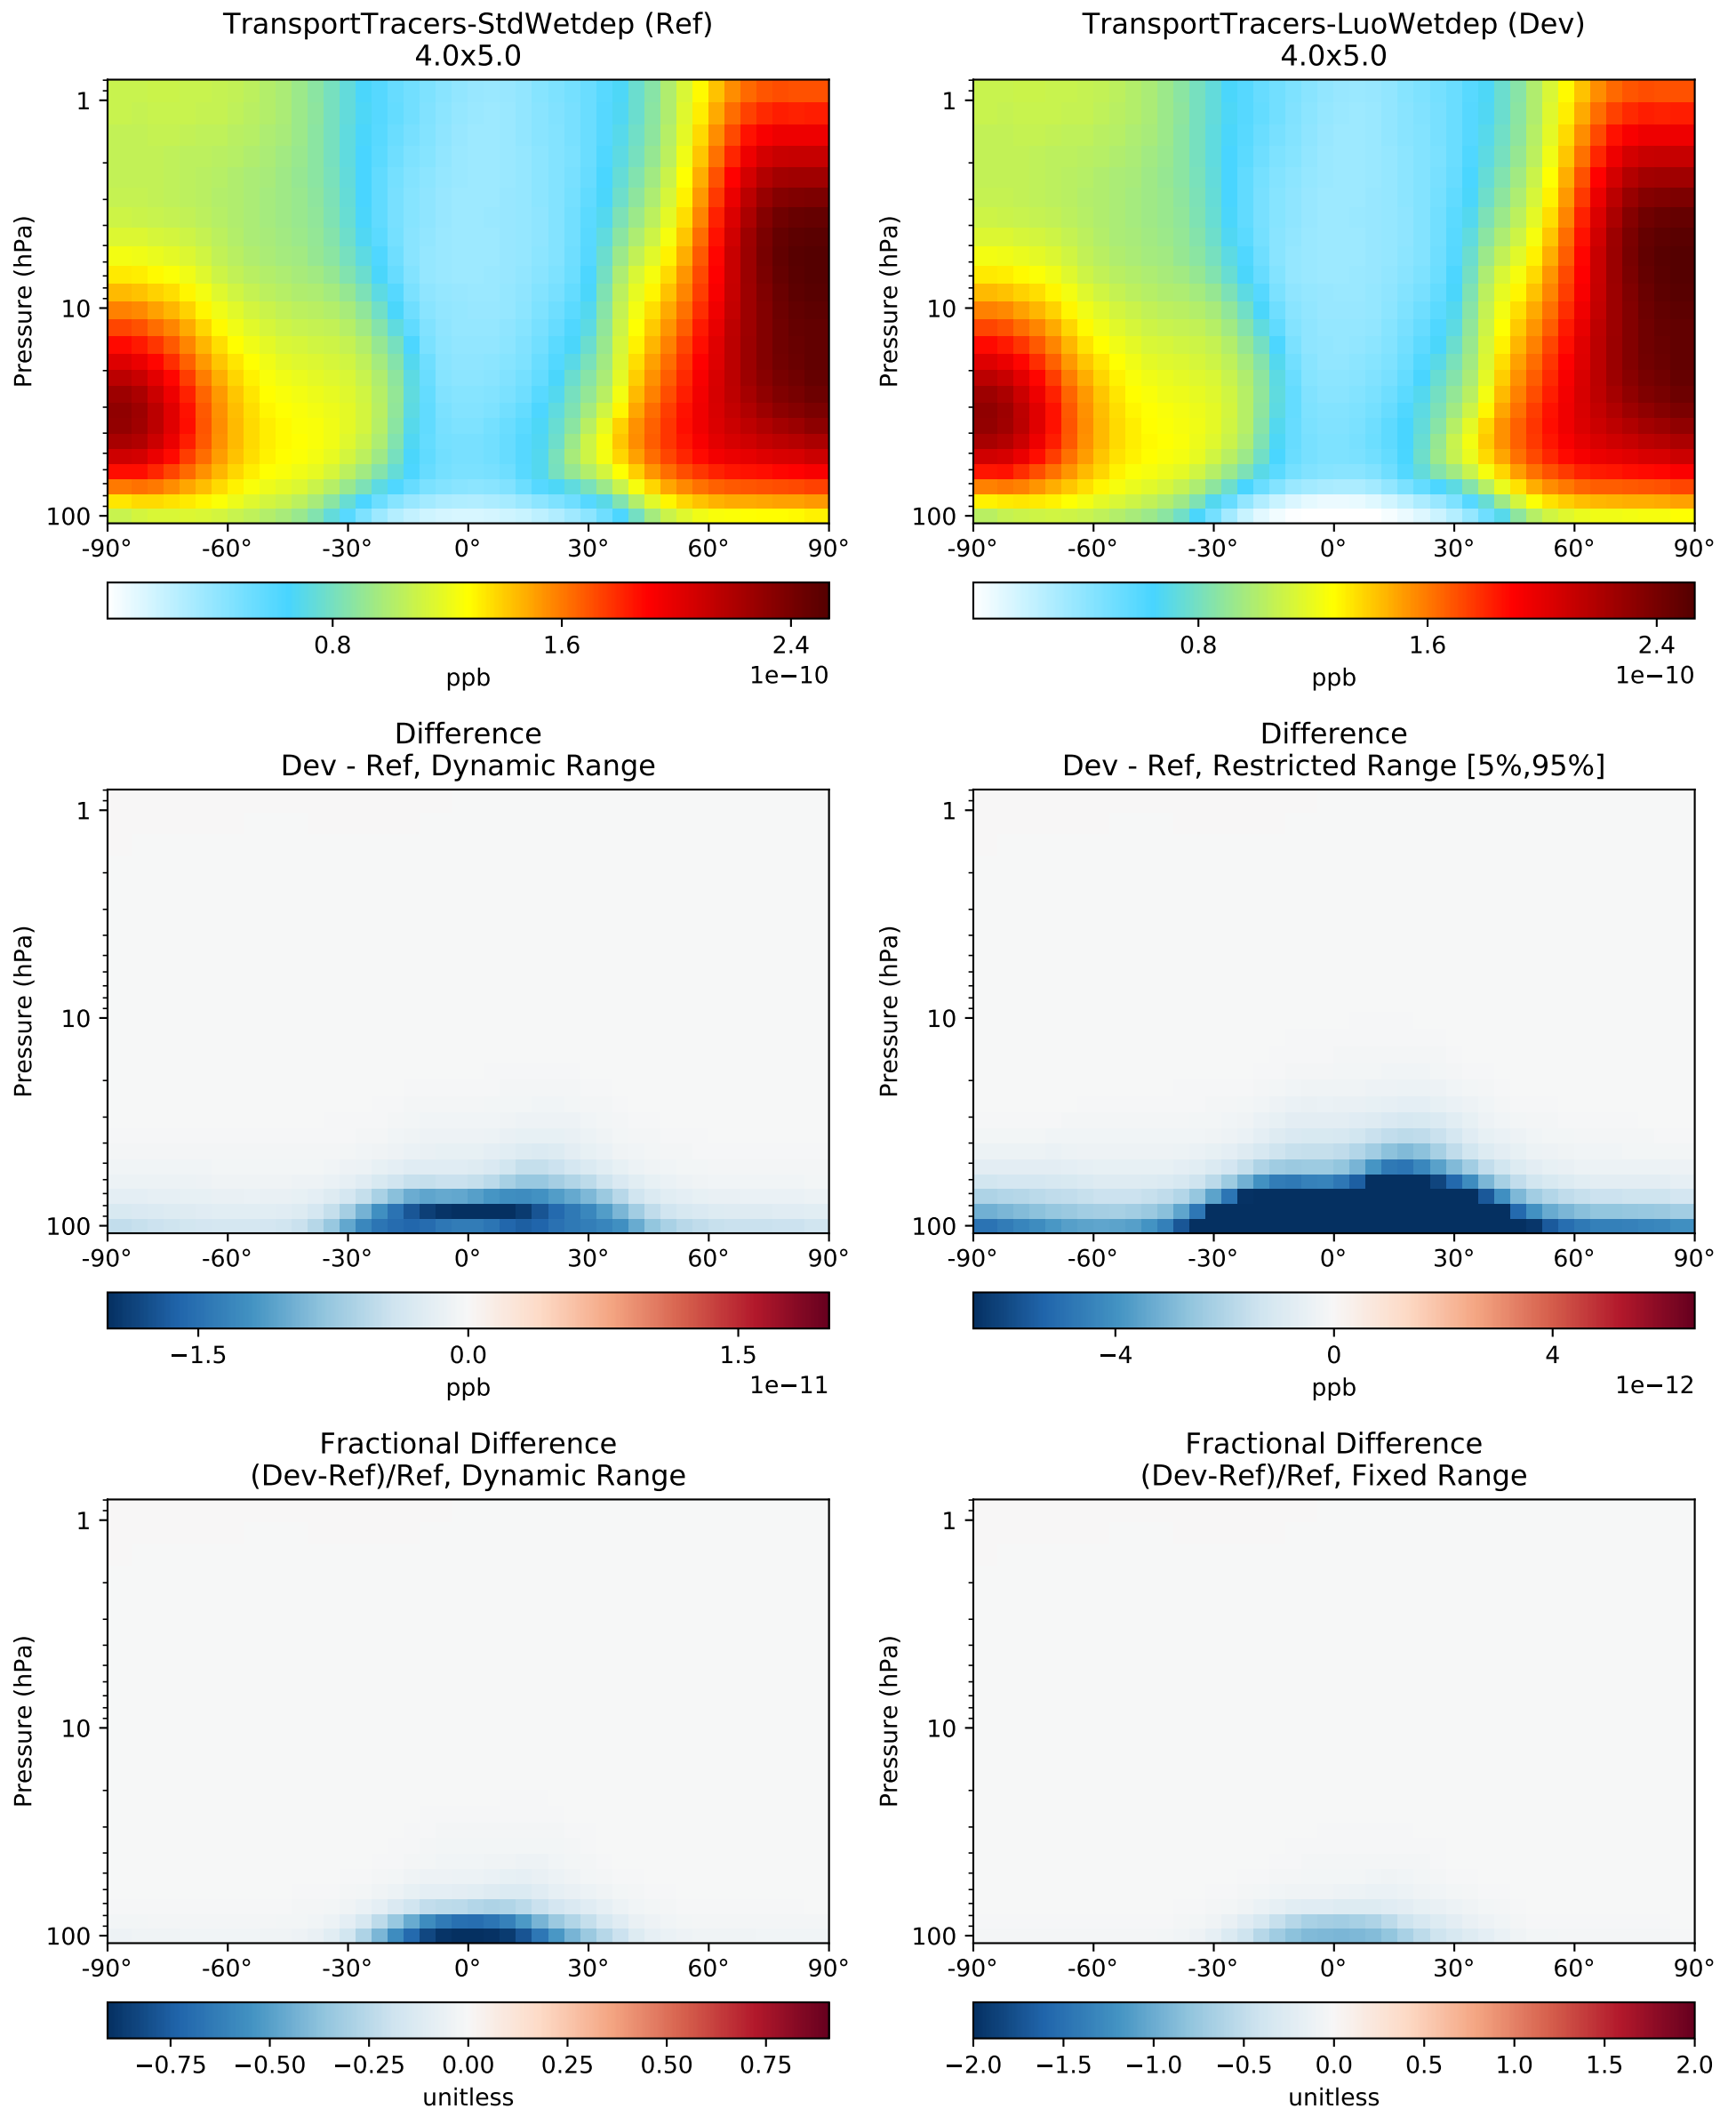 TransportTracers-StdWetdep (Ref)
4.0x5.0
Pressure (hPa)
1
10
100
-90° -60° -30° 0° 30° 60° 90°
0.8 1.6 2.4
1e−10
ppb
TransportTracers-LuoWetdep (Dev)
4.0x5.0
Pressure (hPa)
1
10
100
-90° -60° -30° 0° 30° 60° 90°
0.8 1.6 2.4
1e−10
ppb
Difference
Dev - Ref, Dynamic Range
Pressure (hPa)
1
10
100
-90° -60° -30° 0° 30° 60° 90°
−1.5 0.0 1.5
1e−11
ppb
Difference
Dev - Ref, Restricted Range [5%,95%]
Pressure (hPa)
1
10
100
-90° -60° -30° 0° 30° 60° 90°
−4 0 4
1e−12
ppb
Fractional Difference
(Dev-Ref)/Ref, Dynamic Range
Pressure (hPa)
1
10
100
-90° -60° -30° 0° 30° 60° 90°
−0.75 −0.50 −0.25 0.00 0.25 0.50 0.75
unitless
Fractional Difference
(Dev-Ref)/Ref, Fixed Range
Pressure (hPa)
1
10
100
-90° -60° -30° 0° 30° 60° 90°
−2.0 −1.5 −1.0 −0.5 0.0 0.5 1.0 1.5 2.0
unitless